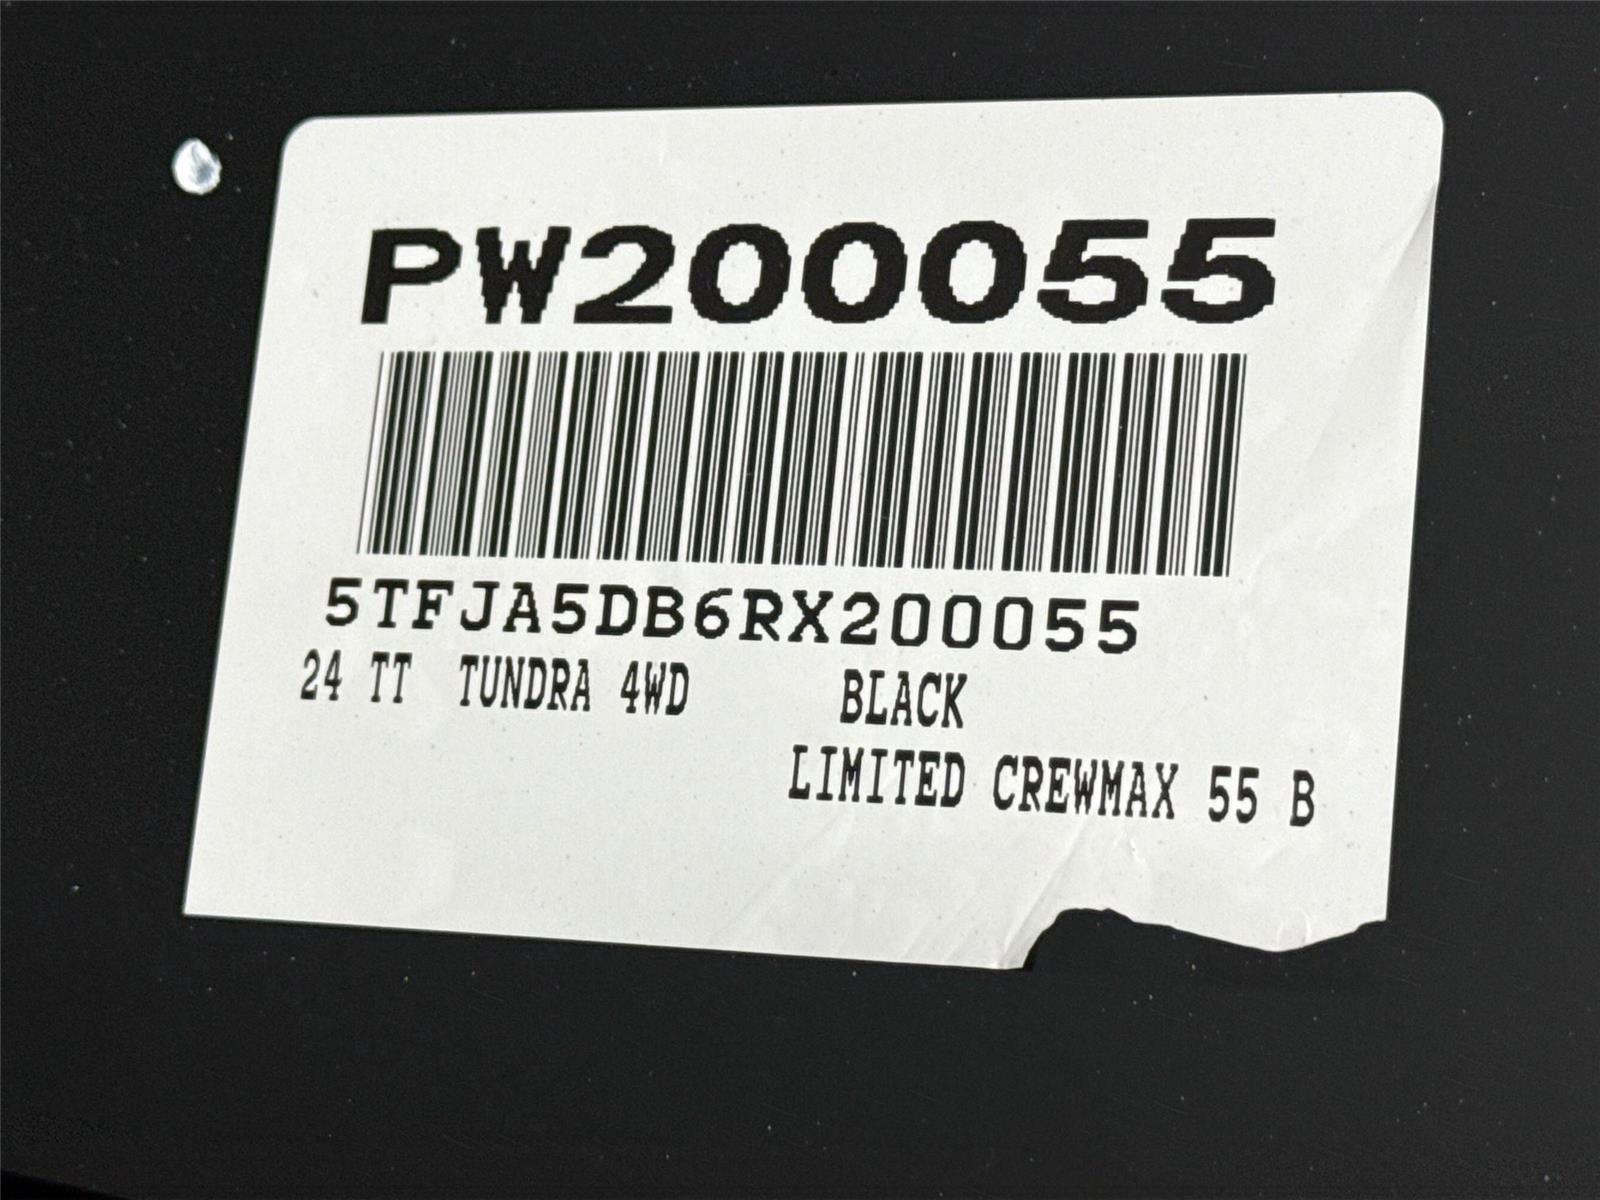 PW200055
5TFJA5DB6RX200055
24 TT TUNDRA 4WD BLACK
LIMITED CREWMAX 55 B